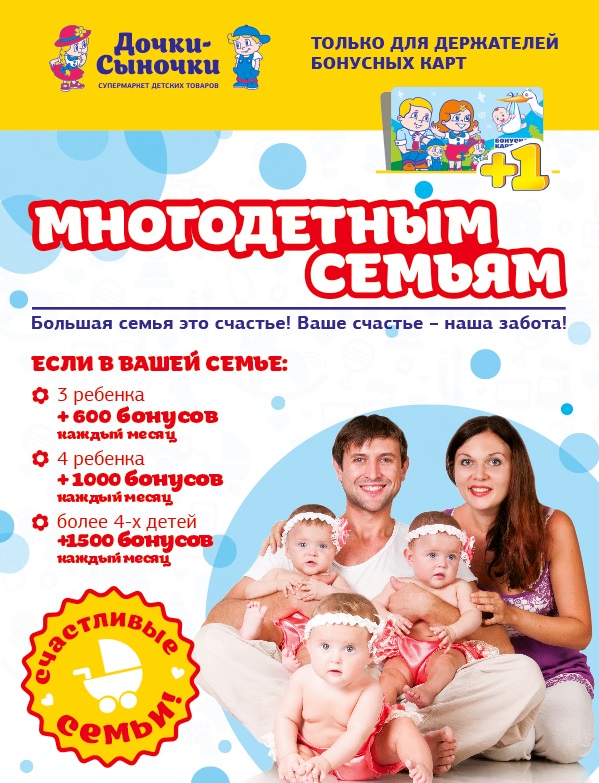 Дочки-
Сыночки
СУПЕРМАРКЕТ ДЕТСКИХ ТОВАРОВ
ТОЛЬКО ДЛЯ ДЕРЖАТЕЛЕЙ
БОНУСНЫХ КАРТ
+1
МНОГОДЕТНЫМ
СЕМЬЯМ
Большая семья это счастье! Ваше счастье – наша забота!
ЕСЛИ В ВАШЕЙ СЕМЬЕ:
3 ребенка
+ 600 бонусов
каждый месяц
4 ребенка
+ 1000 бонусов
каждый месяц
более 4-х детей
+1500 бонусов
каждый месяц
счастливые
семьи!